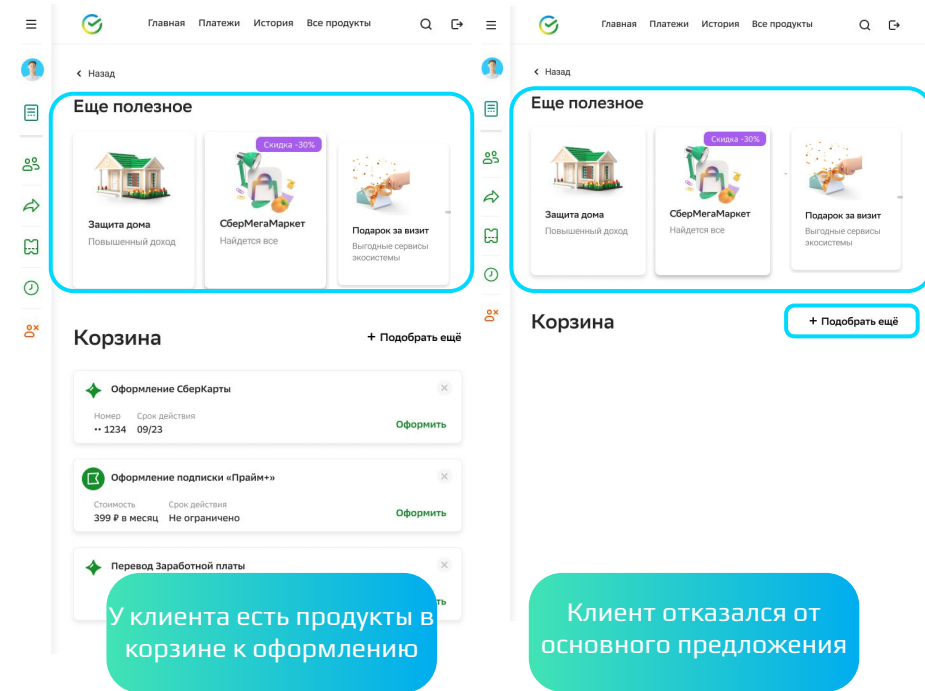 Главная Платежи История Все продукты
Назад
Еще полезное
Скидка -30%
Защита дома
Повышенный доход
СберМегаМаркет
Найдется все
Подарок за визит
Выгодные сервисы
экосистемы
Корзина
+ Подобрать ещё
Оформление СберКарты
Номер Срок действия
•• 1234 09/23
Оформить
Оформление подписки «Прайм+»
Стоимость Срок действия
399 ₽ в месяц Не ограничено
Оформить
Перевод Заработной платы
ть
У клиента есть продукты в
корзине к оформлению
Главная Платежи История Все продукты
Назад
Еще полезное
Скидка -30%
Защита дома
Повышенный доход
СберМегаМаркет
Найдется все
Подарок за визит
Выгодные сервисы
экосистемы
Корзина
+ Подобрать ещё
Клиент отказался от
основного предложения